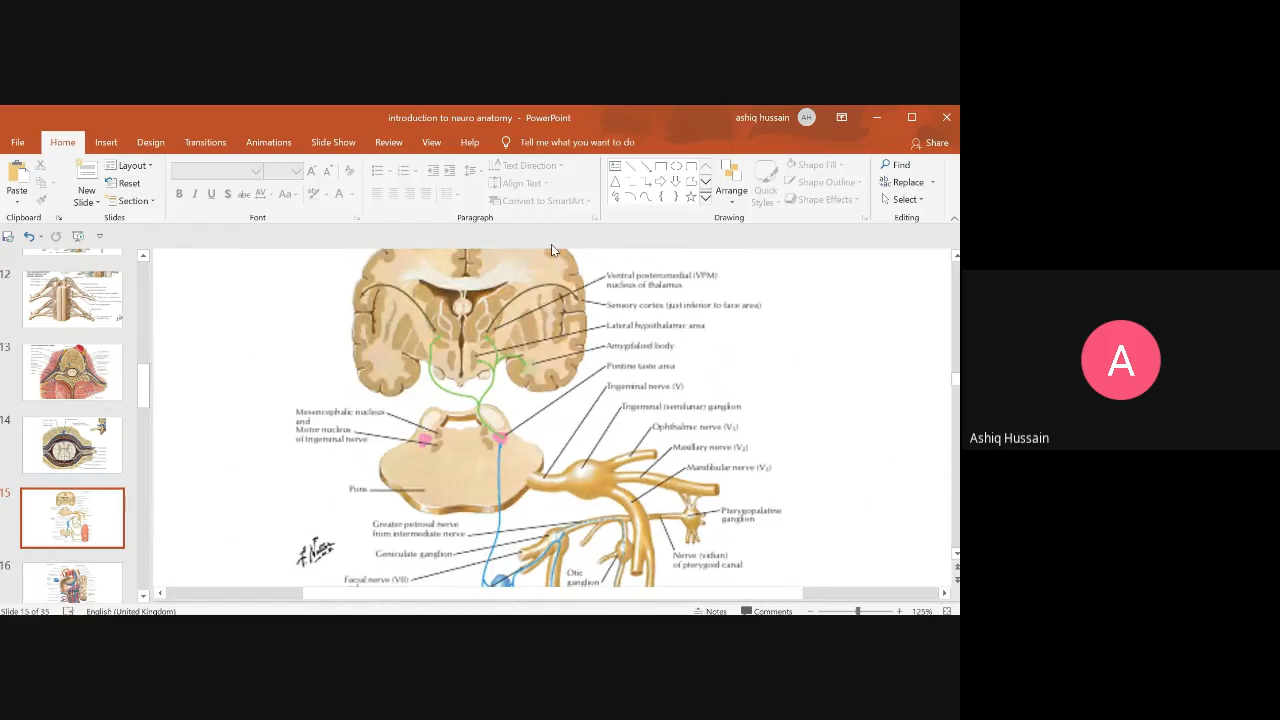 introduction to neuro anatomy - PowerPoint
ashiq hussain
AH
File
Home
Insert
Design
Transitions
Animations
Slide Show
Review
View
Help
Tell me what you want to do
Share
Paste
New
Slide
Layout
Reset
Section
B I U S abc AV Aa A
Text Direction
Align Text
Convert to SmartArt
Arrange
Quick
Styles
Shape Fill
Shape Outline
Shape Effects
Find
Replace
Select
Clipboard
Slides
Font
Paragraph
Drawing
Editing
12
13
14
15
16
Ventral posteromedial (VPM)
nucleus of thalamus
Sensory cortex (just inferior to face area)
Lateral hypothalamic area
Amygdaloid body
Pontine taste area
Trigeminal nerve (V)
Trigeminal (semilunar) ganglion
Ophthalmic nerve (V1)
Maxillary nerve (V2)
Mandibular nerve (V3)
Mesencephalic nucleus
and
Motor nucleus
of trigeminal nerve
Pons
Pterygopalatine
ganglion
Greater petrosal nerve
from intermediate nerve
Geniculate ganglion
Nerve (vidian)
of pterygoid canal
Otic
ganglion
Facial nerve (VII)
Slide 15 of 35
English (United Kingdom)
Notes
Comments
125%
A
Ashiq Hussain